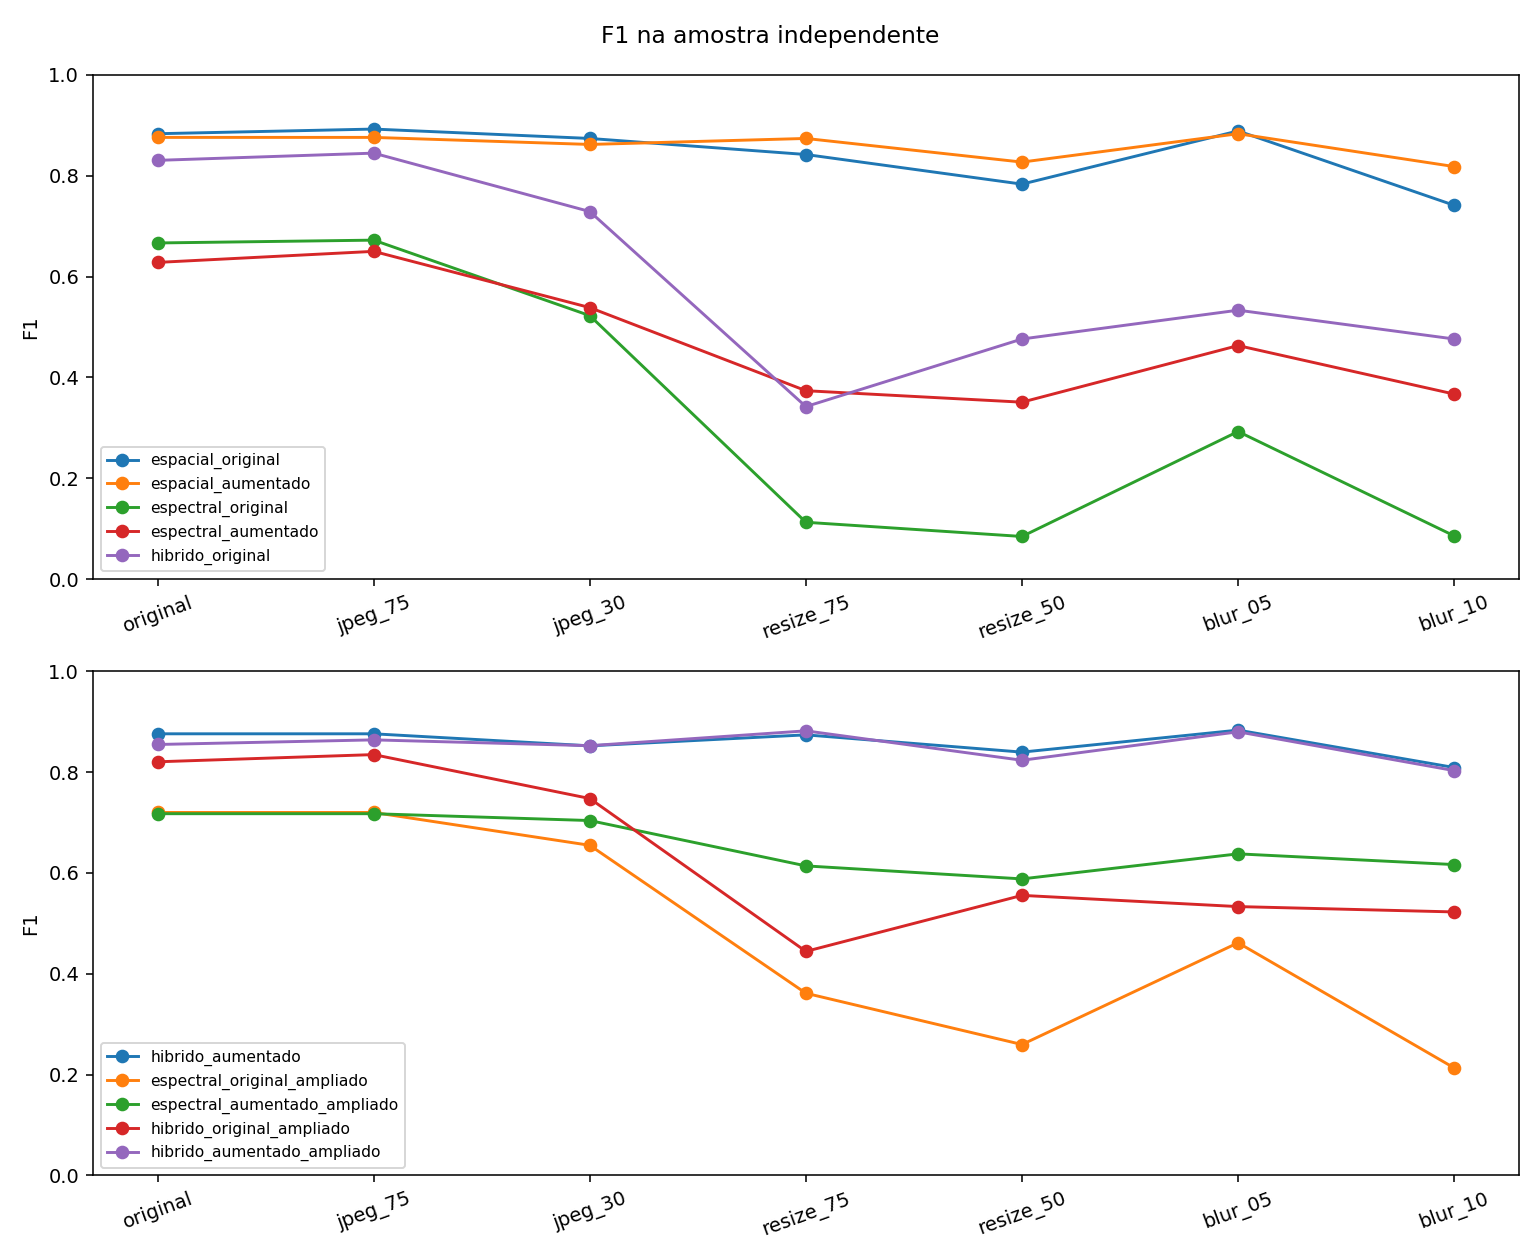 F1 na amostra independente
1.0
0.8
0.6
0.4
0.2
0.0
F1
espacial_original
espacial_aumentado
espectral_original
espectral_aumentado
hibrido_original
original
jpeg_75
jpeg_30
resize_75
resize_50
blur_05
blur_10
1.0
0.8
0.6
0.4
0.2
0.0
F1
hibrido_aumentado
espectral_original_ampliado
espectral_aumentado_ampliado
hibrido_original_ampliado
hibrido_aumentado_ampliado
original
jpeg_75
jpeg_30
resize_75
resize_50
blur_05
blur_10